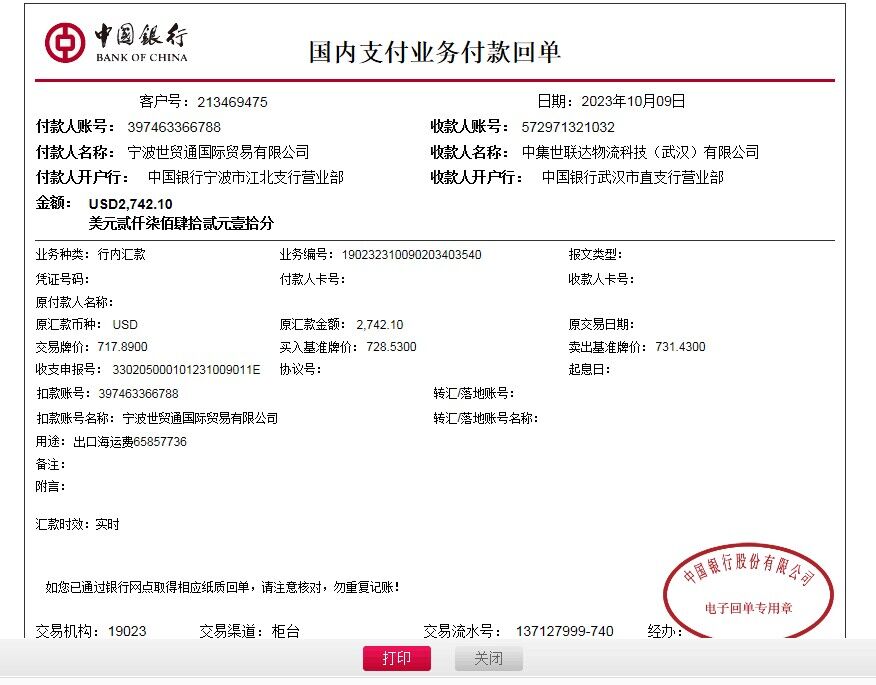 中国银行
BANK OF CHINA
国内支付业务付款回单
客户号：213469475 日期：2023年10月09日
付款人账号：397463366788 收款人账号：572971321032
付款人名称：宁波世贸通国际贸易有限公司 收款人名称：中集世联达物流科技（武汉）有限公司
付款人开户行：中国银行宁波市江北支行营业部 收款人开户行：中国银行武汉市直支行营业部
金额：USD2,742.10
美元贰仟柒佰肆拾贰元壹拾分
业务种类：行内汇款 业务编号：190232310090203403540 报文类型：
凭证号码： 付款人卡号： 收款人卡号：
原付款人名称：
原汇款币种：USD 原汇款金额：2,742.10 原交易日期：
交易牌价：717.8900 买入基准牌价：728.5300 卖出基准牌价：731.4300
收支申报号：330205000101231009011E 协议号： 起息日：
扣款账号：397463366788 转汇/落地账号：
扣款账号名称：宁波世贸通国际贸易有限公司 转汇/落地账号名称：
用途：出口海运费65857736
备注：
附言：
汇款时效：实时
如您已通过银行网点取得相应纸质回单，请注意核对，勿重复记账！
中国银行股份有限公司
电子回单专用章
交易机构：19023 交易渠道：柜台 交易流水号：137127999-740 经办：
打印 关闭